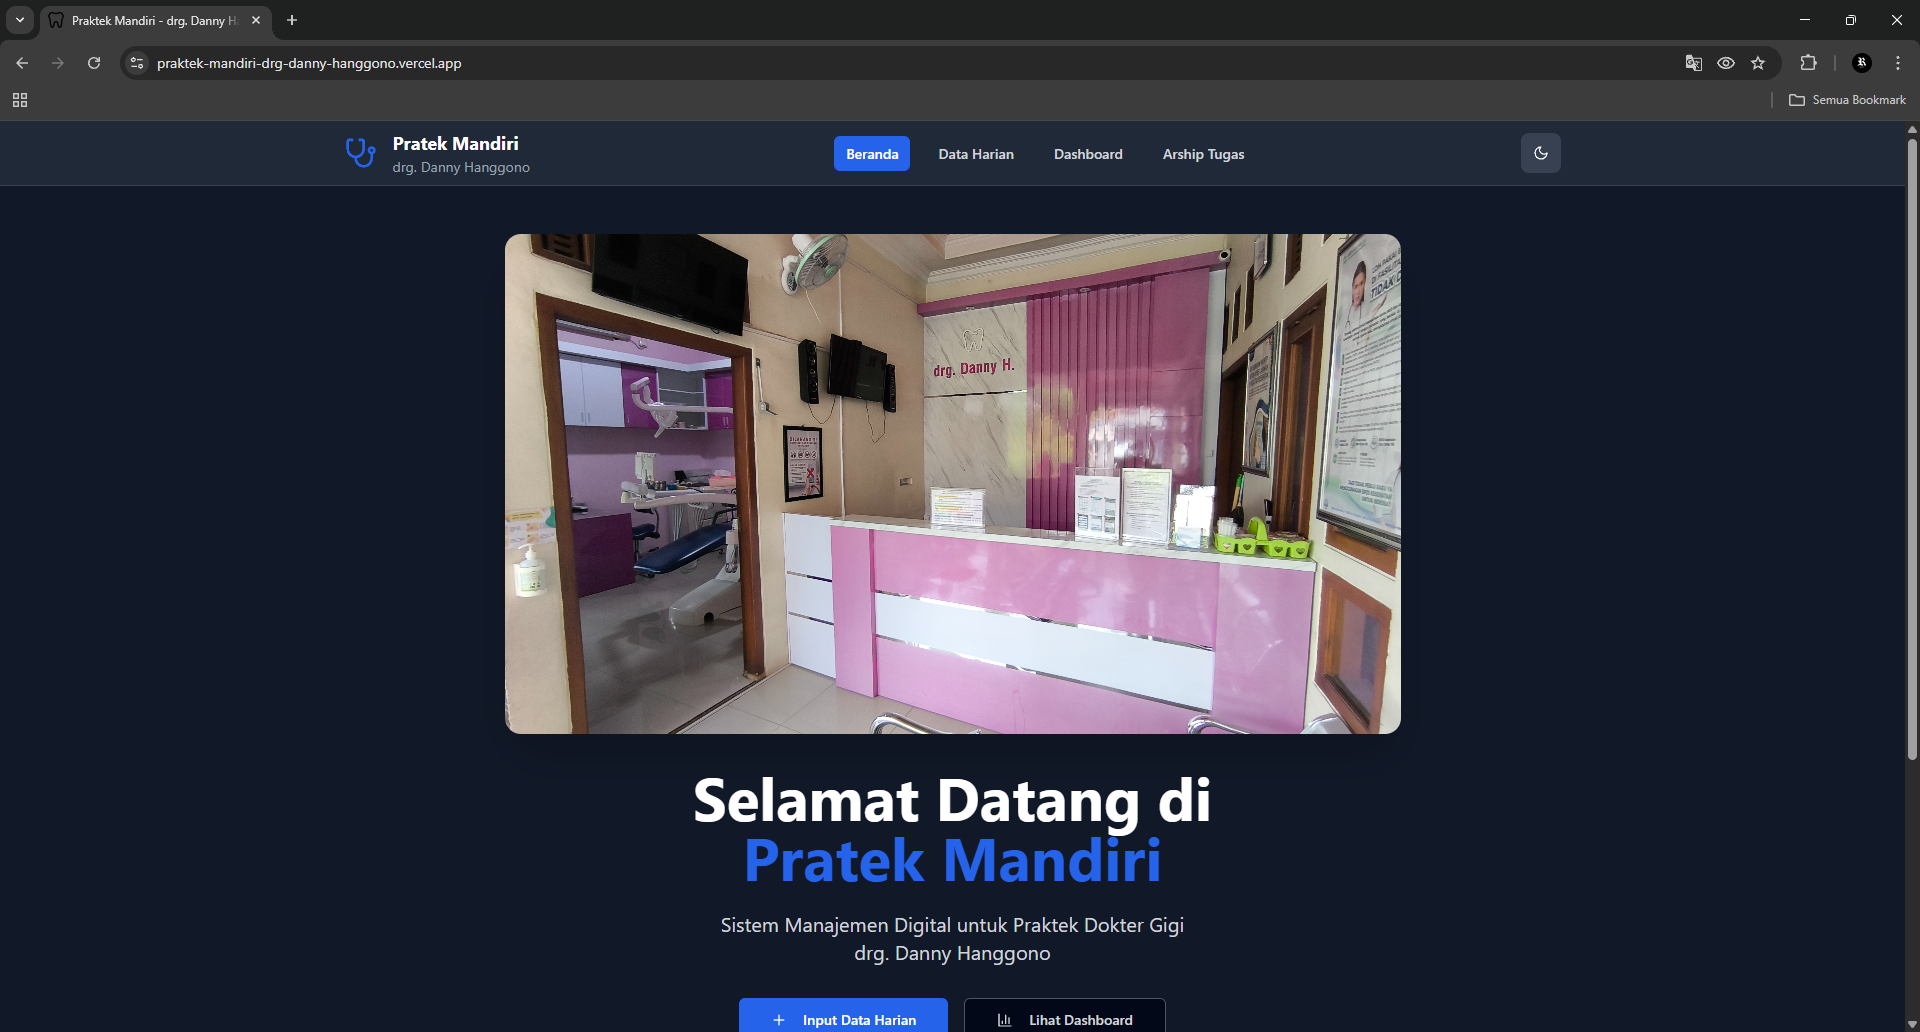 Praktek Mandiri - drg. Danny H
praktek-mandiri-drg-danny-hanggono.vercel.app
Semua Bookmark
Pratek Mandiri
drg. Danny Hanggono
Beranda
Data Harian
Dashboard
Arship Tugas
drg. Danny H.
TIDAK
Selamat Datang di
Pratek Mandiri
Sistem Manajemen Digital untuk Praktek Dokter Gigi
drg. Danny Hanggono
Input Data Harian
Lihat Dashboard